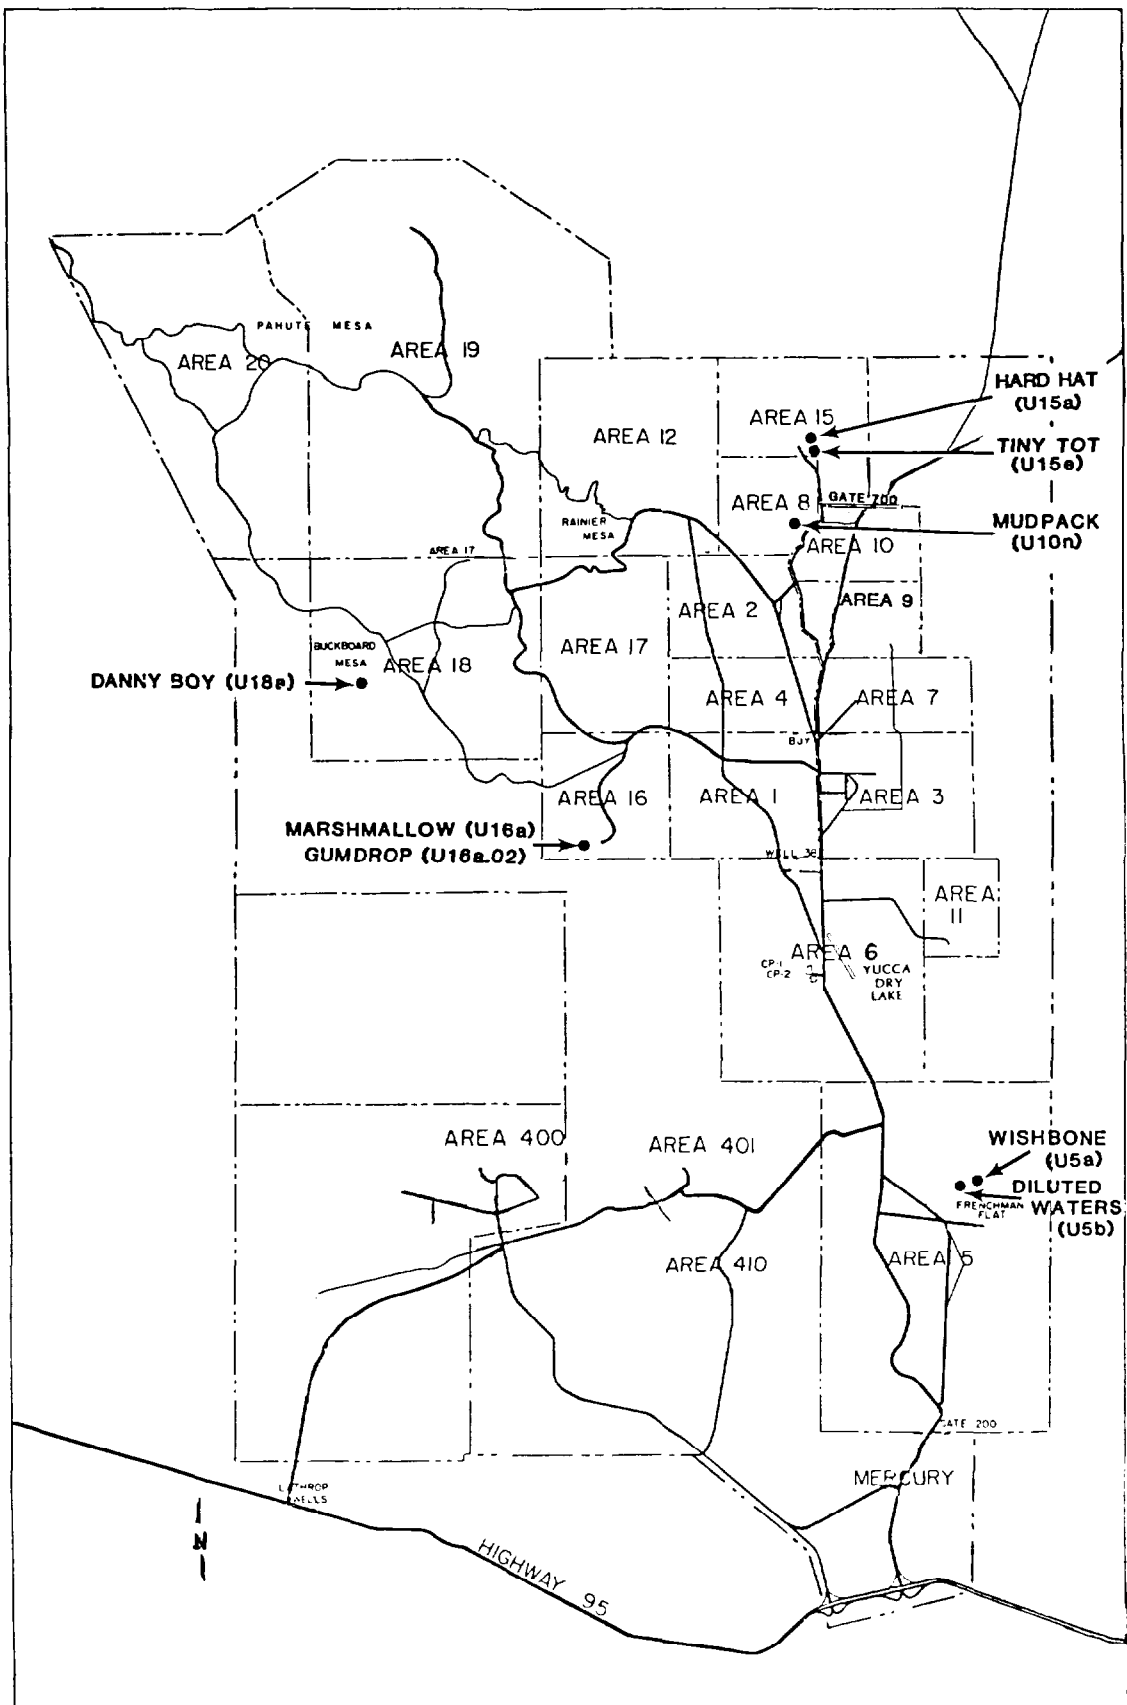 PAHUTE MESA
AREA 19
AREA 20
HARD HAT
(U15a)
AREA 15
AREA 12
TINY TOT
(U15e)
GATE 700
AREA 8
MUDPACK
(U10n)
RAINIER
MESA
AREA 10
AREA 17
AREA 9
AREA 2
BUCKBOARD
MESA
AREA 17
AREA 18
DANNY BOY (U18a)
AREA 4
AREA 7
BJY
AREA 16
AREA 1
AREA 3
MARSHMALLOW (U16a)
GUMDROP (U16a.02)
WELL 3B
AREA
11
AREA 6
CP-1
CP-2
YUCCA
DRY
LAKE
AREA 400
AREA 401
WISHBONE
(U5a)
DILUTED
WATERS
(U5b)
FRENCHMAN
FLAT
AREA 410
AREA 5
GATE 200
MERCURY
LATHROP
WELLS
N
HIGHWAY 95